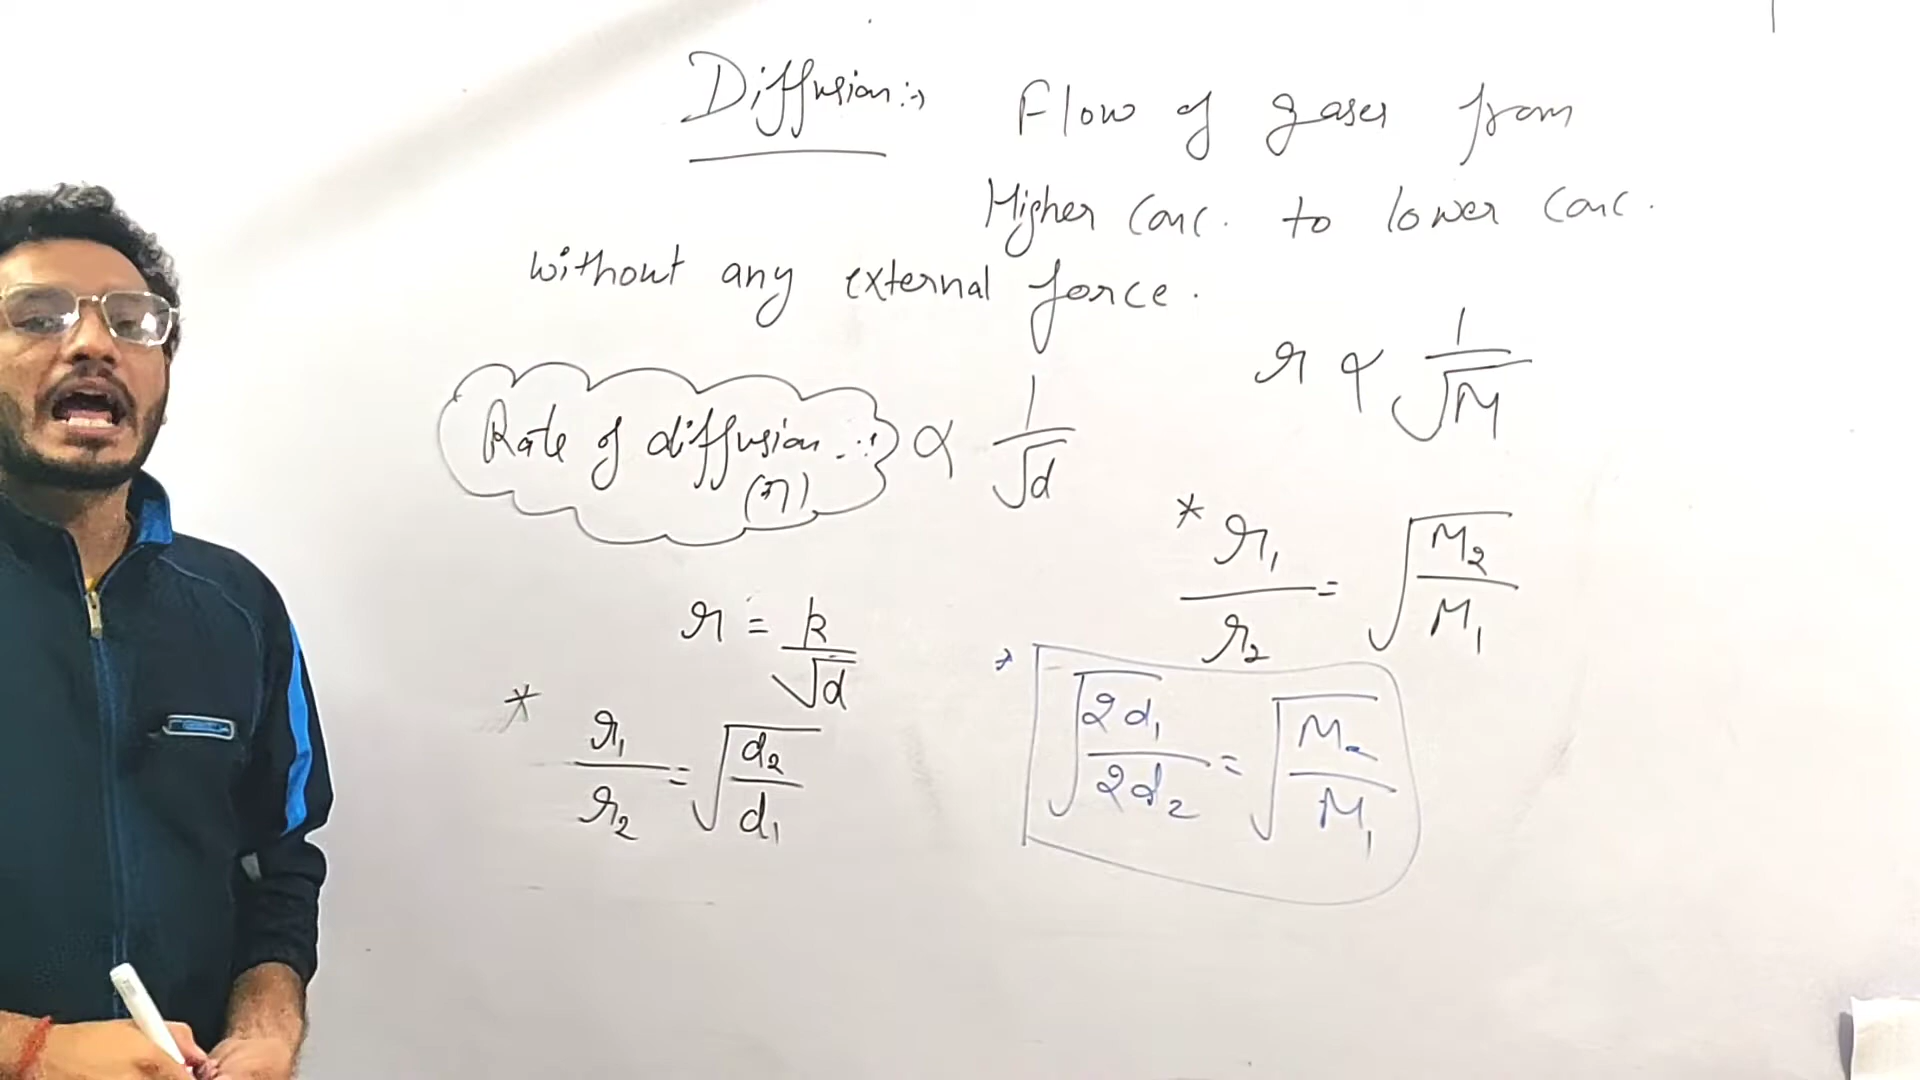 Diffusion:→ Flow of gases from
Higher Conc. to lower conc.
without any external force.
Rate of diffusion (r) ∝ 1/√d
r ∝ 1/√M
* r₁/r₂ = √(M₂/M₁)
r = k/√d
* r₁/r₂ = √(d₂/d₁)
√(2d₁/2d₂) = √(M₂/M₁)